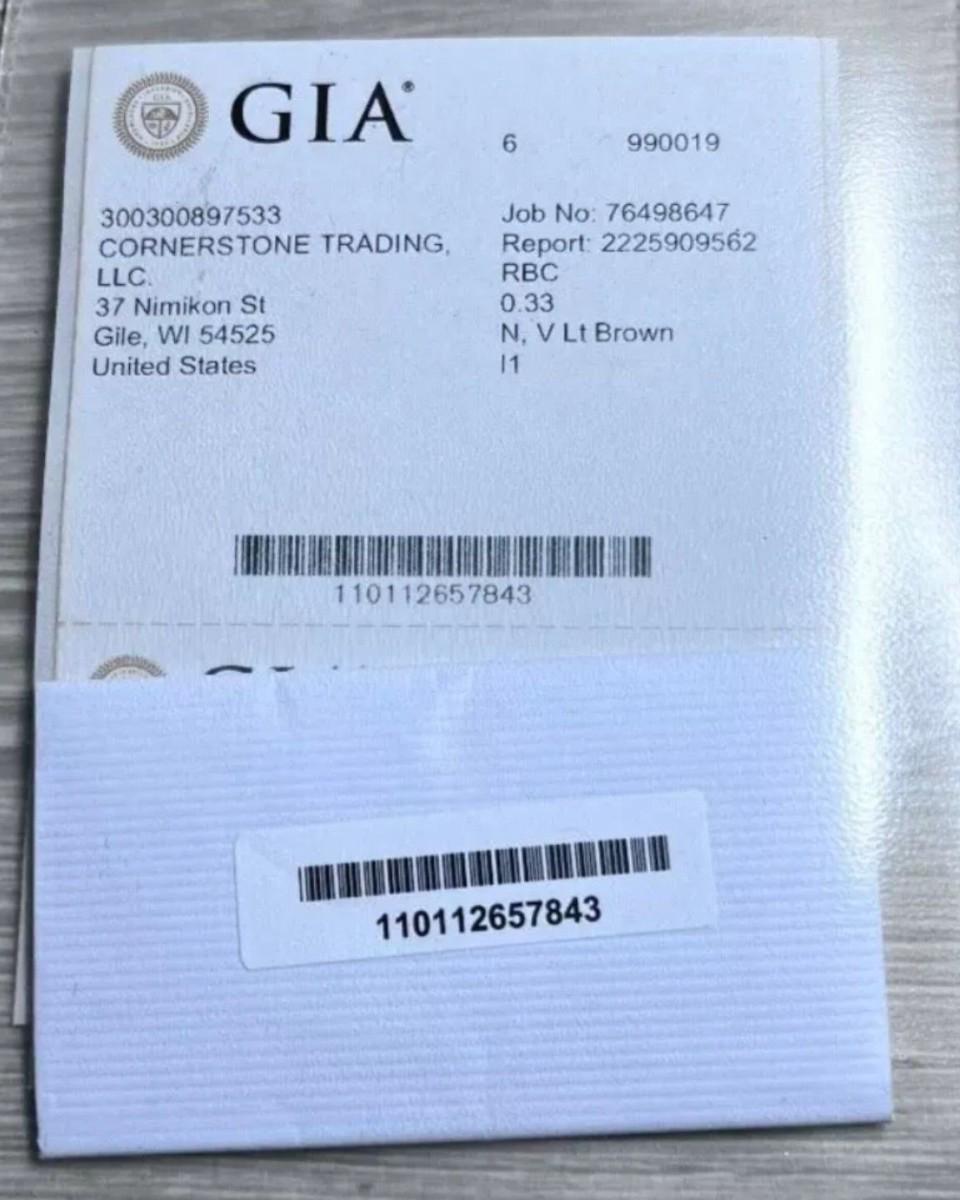 GIA®
6 990019
300300897533
CORNERSTONE TRADING,
LLC.
37 Nimikon St
Gile, WI 54525
United States
Job No: 76498647
Report: 2225909562
RBC
0.33
N, V Lt Brown
I1
110112657843
110112657843